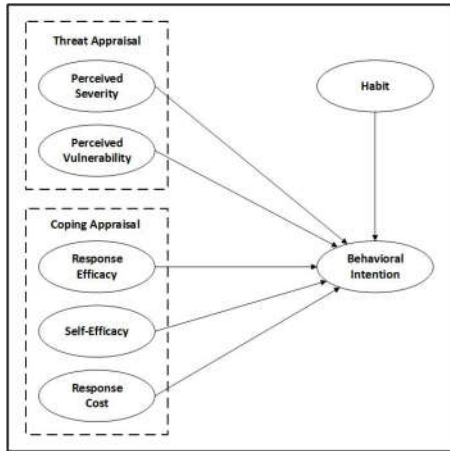 Threat Appraisal
Perceived
Severity
Perceived
Vulnerability
Habit
Coping Appraisal
Response
Efficacy
Self-Efficacy
Response
Cost
Behavioral
Intention